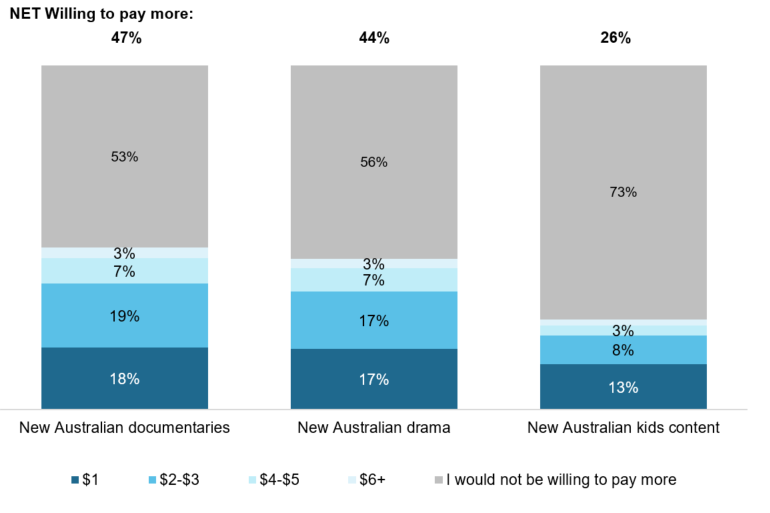 NET Willing to pay more:
47% 44% 26%
53% 56% 73%
3% 3%
7% 7% 3%
19% 17% 8%
18% 17% 13%
New Australian documentaries New Australian drama New Australian kids content
$1 $2-$3 $4-$5 $6+ I would not be willing to pay more